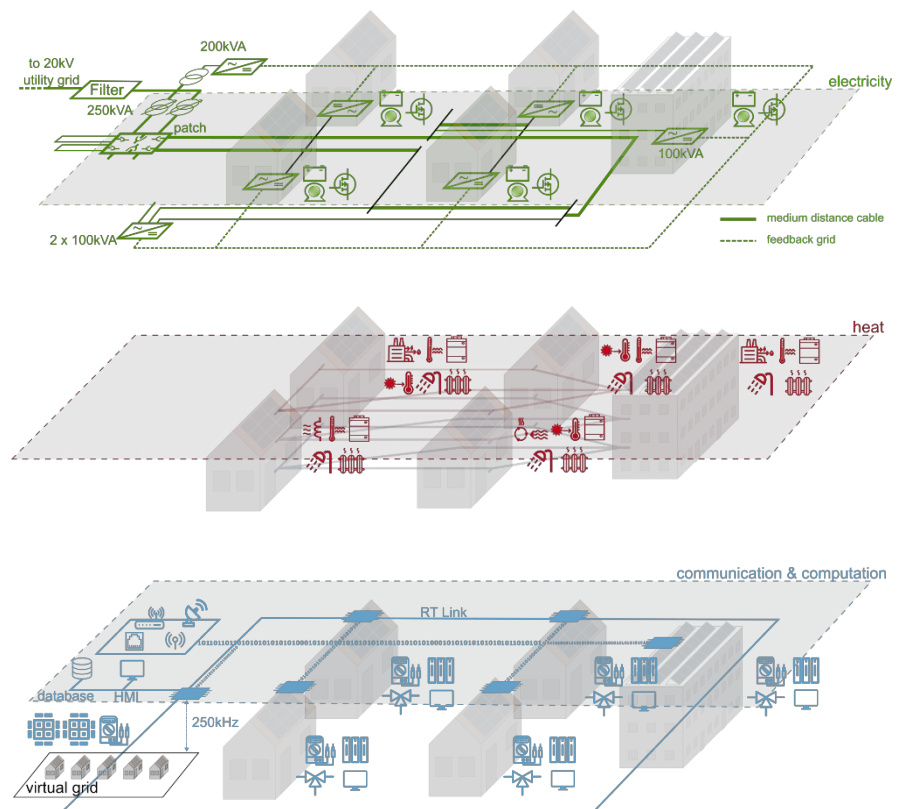 200kVA
to 20kV
utility grid
Filter
250kVA
electricity
patch
100kVA
2 x 100kVA
medium distance cable
feedback grid
heat
communication & computation
RT Link
database
HMI
250kHz
virtual grid